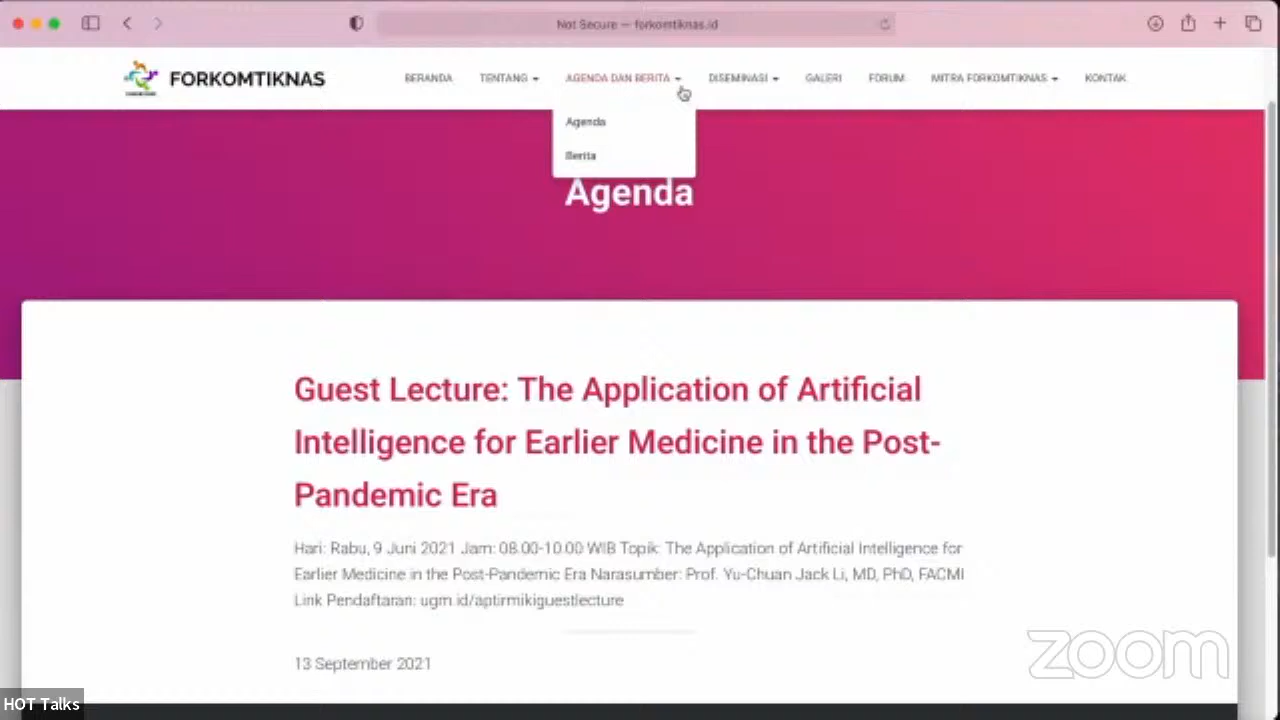 Not Secure — forkomtiknas.id
FORKOMTIKNAS
BERANDA
TENTANG
AGENDA DAN BERITA
DISEMINASI
GALERI
FORUM
MITRA FORKOMTIKNAS
KONTAK
Agenda
Berita
Agenda
Guest Lecture: The Application of Artificial
Intelligence for Earlier Medicine in the Post-
Pandemic Era
Hari: Rabu, 9 Juni 2021 Jam: 08.00-10.00 WIB Topik: The Application of Artificial Intelligence for
Earlier Medicine in the Post-Pandemic Era Narasumber: Prof. Yu-Chuan Jack Li, MD, PhD, FACMI
Link Pendaftaran: ugm.id/aptirmikiguestlecture
13 September 2021
zoom
HOT Talks